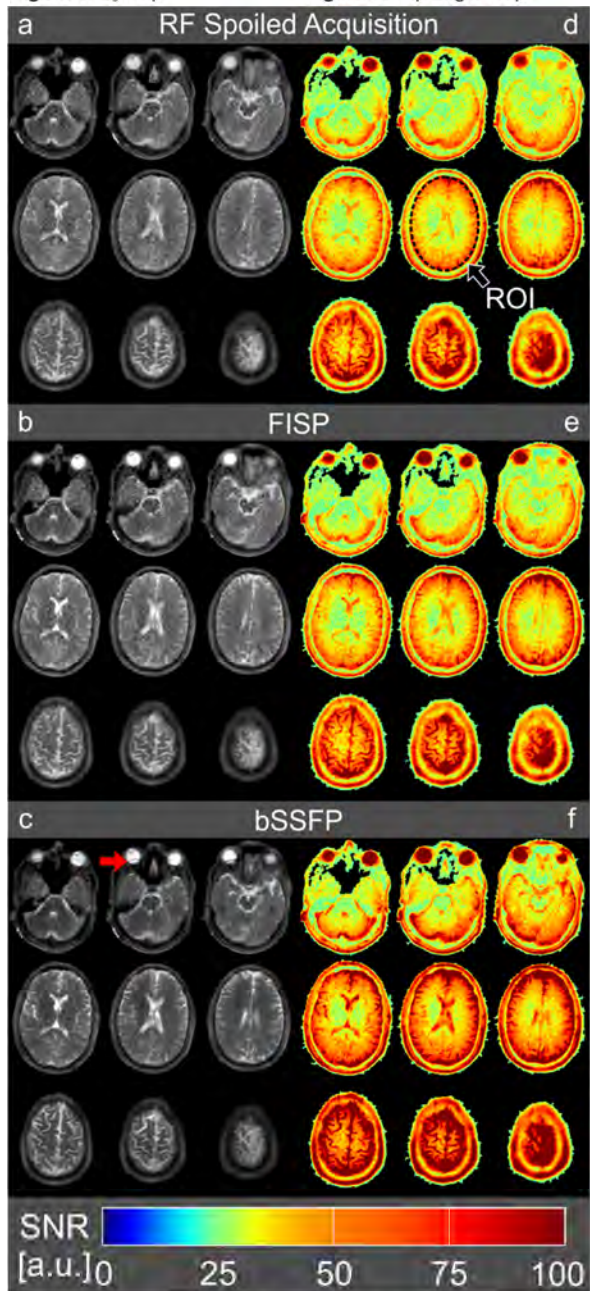 a RF Spoiled Acquisition d
ROI
b FISP e
c bSSFP f
SNR
[a.u.] 0 25 50 75 100